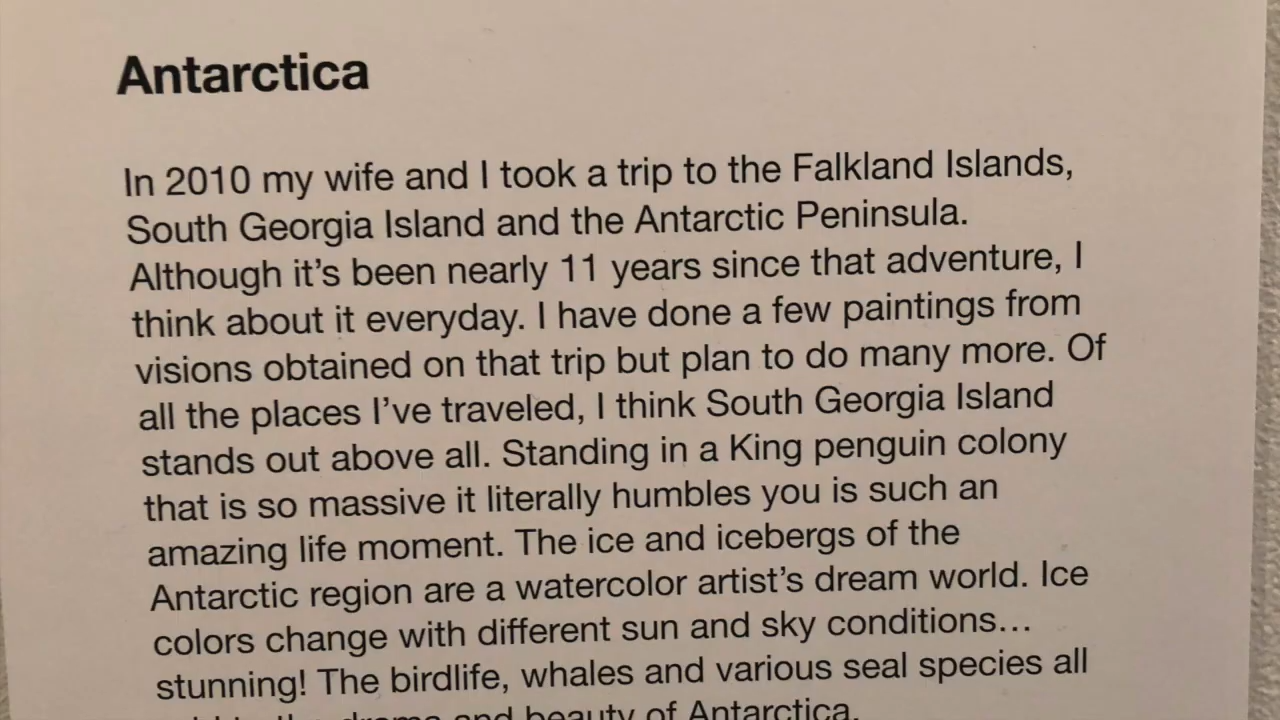 Antarctica
In 2010 my wife and I took a trip to the Falkland Islands,
South Georgia Island and the Antarctic Peninsula.
Although it’s been nearly 11 years since that adventure, I
think about it everyday. I have done a few paintings from
visions obtained on that trip but plan to do many more. Of
all the places I’ve traveled, I think South Georgia Island
stands out above all. Standing in a King penguin colony
that is so massive it literally humbles you is such an
amazing life moment. The ice and icebergs of the
Antarctic region are a watercolor artist’s dream world. Ice
colors change with different sun and sky conditions…
stunning! The birdlife, whales and various seal species all
drama and beauty of Antarctica.